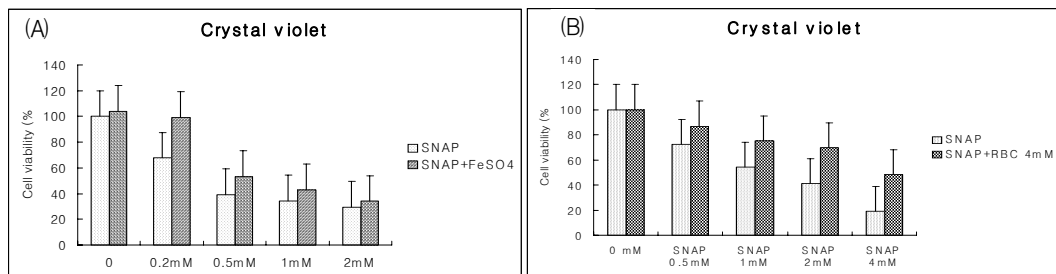 (A)
Crystal violet
Cell viability (%
140
120
100
80
60
40
20
0
0 0.2mM 0.5mM 1mM 2mM
SNAP
SNAP+FeSO4
(B)
Crystal violet
Cell viability (%
140
120
100
80
60
40
20
0
0 mM SNAP 0.5mM SNAP 1mM SNAP 2mM SNAP 4mM
SNAP
SNAP+RBC 4mM